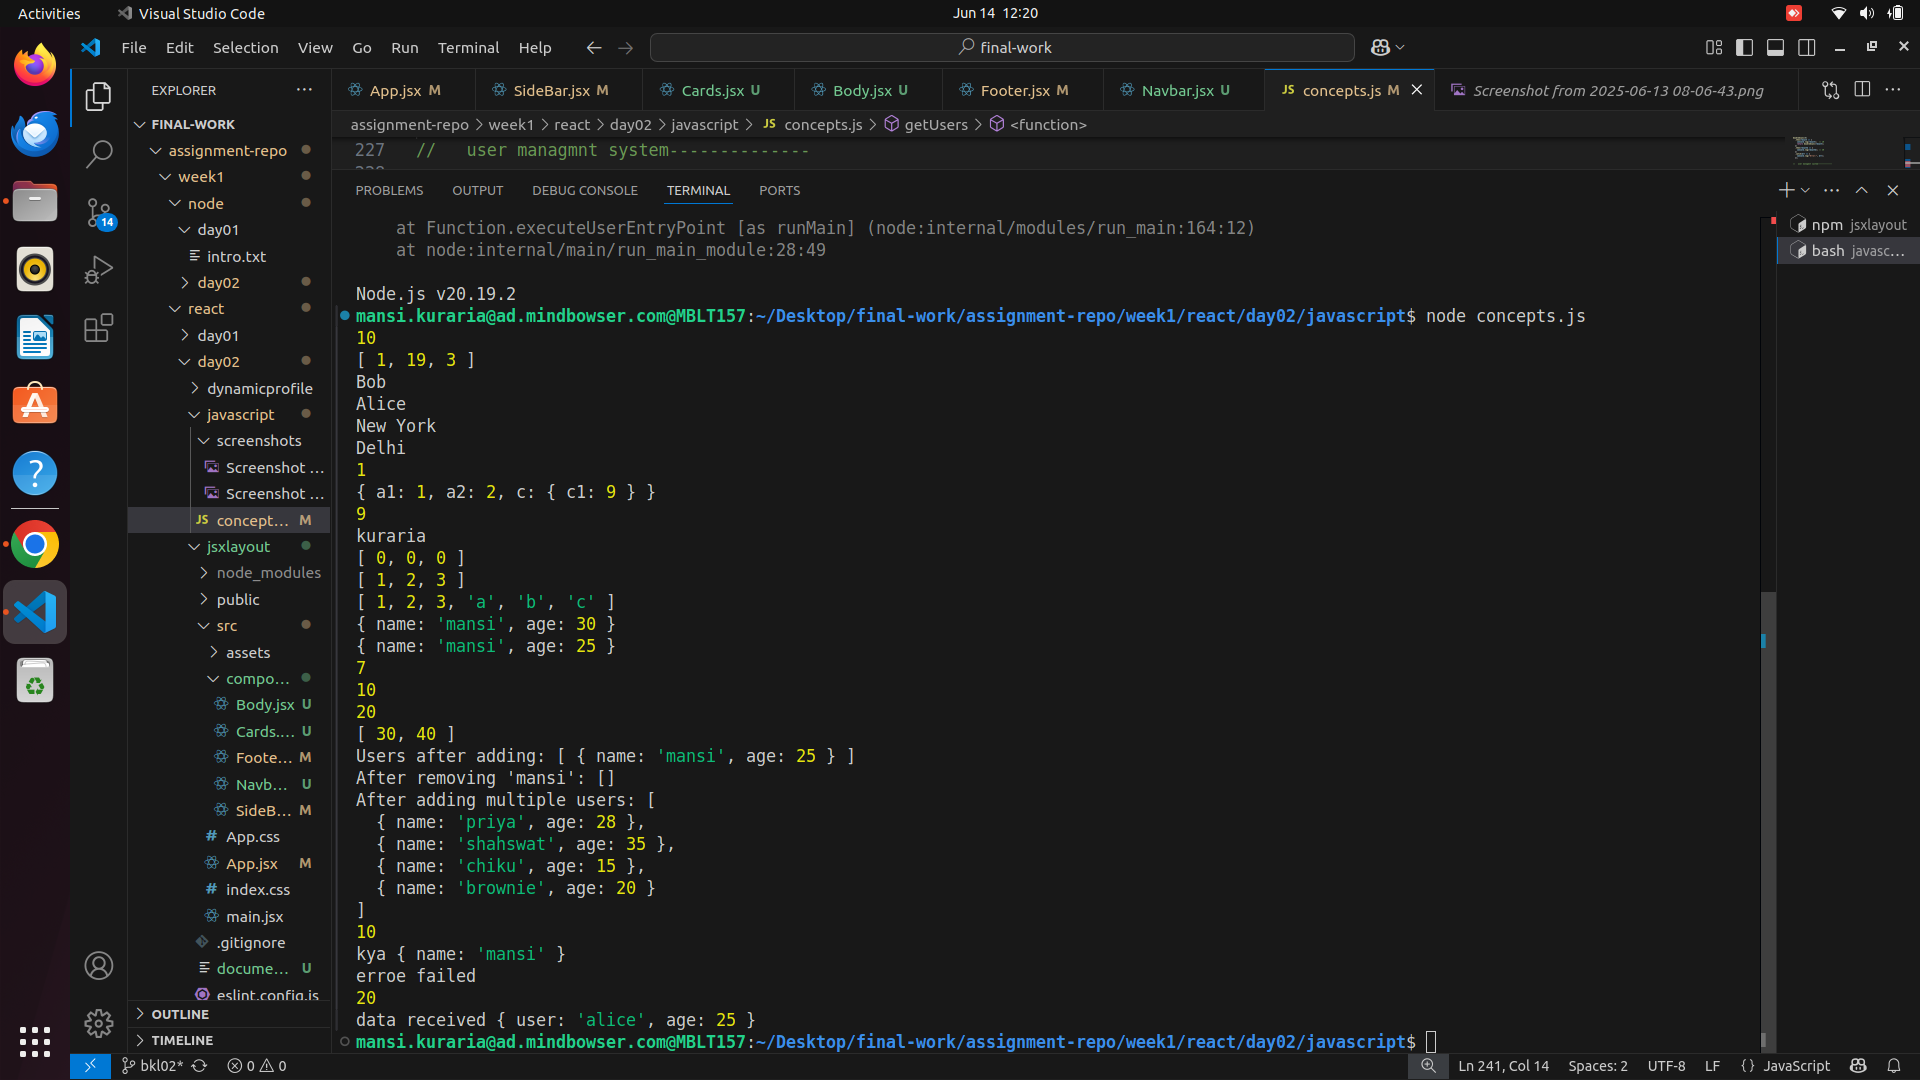 Activities
Visual Studio Code
Jun 14 12:20
File Edit Selection View Go Run Terminal Help
final-work
EXPLORER
FINAL-WORK
assignment-repo
week1
node
day01
intro.txt
day02
react
day01
day02
dynamicprofile
javascript
screenshots
Screenshot ...
Screenshot ...
JS concept... M
jsxlayout
node_modules
public
src
assets
compo...
Body.jsx U
Cards.... U
Foote... M
Navb... U
SideB... M
# App.css
App.jsx M
# index.css
main.jsx
.gitignore
docume... U
eslint.config.js
OUTLINE
TIMELINE
14
App.jsx M
SideBar.jsx M
Cards.jsx U
Body.jsx U
Footer.jsx M
Navbar.jsx U
JS concepts.js M
Screenshot from 2025-06-13 08-06-43.png
assignment-repo > week1 > react > day02 > javascript > JS concepts.js > getUsers > <function>
227 // user managmnt system--------------
PROBLEMS OUTPUT DEBUG CONSOLE TERMINAL PORTS
npm jsxlayout
bash javasc...
at Function.executeUserEntryPoint [as runMain] (node:internal/modules/run_main:164:12)
at node:internal/main/run_main_module:28:49
Node.js v20.19.2
mansi.kuraria@ad.mindbowser.com@MBLT157:~/Desktop/final-work/assignment-repo/week1/react/day02/javascript$ node concepts.js
10
[ 1, 19, 3 ]
Bob
Alice
New York
Delhi
1
{ a1: 1, a2: 2, c: { c1: 9 } }
9
kuraria
[ 0, 0, 0 ]
[ 1, 2, 3 ]
[ 1, 2, 3, 'a', 'b', 'c' ]
{ name: 'mansi', age: 30 }
{ name: 'mansi', age: 25 }
7
10
20
[ 30, 40 ]
Users after adding: [ { name: 'mansi', age: 25 } ]
After removing 'mansi': []
After adding multiple users: [
{ name: 'priya', age: 28 },
{ name: 'shahswat', age: 35 },
{ name: 'chiku', age: 15 },
{ name: 'brownie', age: 20 }
]
10
kya { name: 'mansi' }
erroe failed
20
data received { user: 'alice', age: 25 }
mansi.kuraria@ad.mindbowser.com@MBLT157:~/Desktop/final-work/assignment-repo/week1/react/day02/javascript$
bkl02* 0 0
Ln 241, Col 14 Spaces: 2 UTF-8 LF {} JavaScript